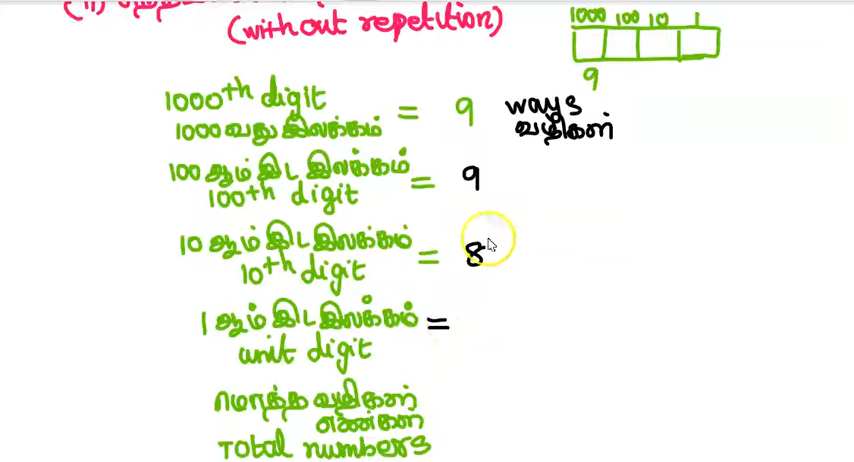 (ii)
(without repetition)
1000 100 10 1
9
1000th digit
1000 வது இலக்கம் = 9 ways வழிகள்
100 ஆம் இட இலக்கம்
100th digit = 9
10 ஆம் இட இலக்கம்
10th digit = 8
1 ஆம் இட இலக்கம் =
unit digit
மொத்த வழிகள்
எண்கள்
Total numbers